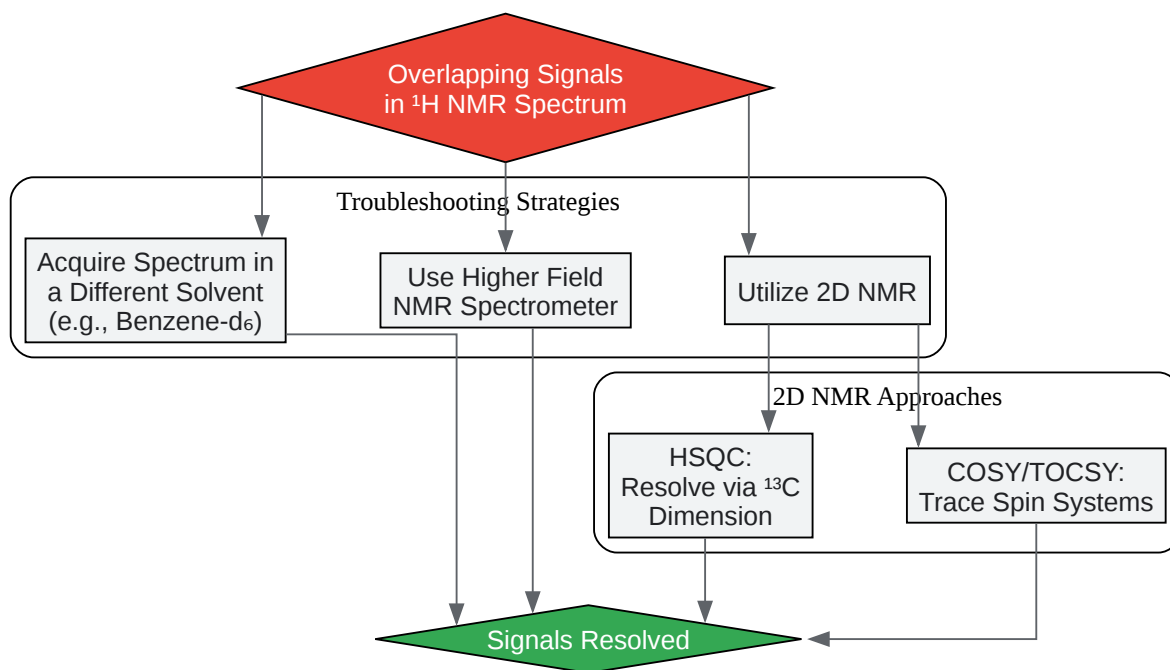 Overlapping Signals
in ¹H NMR Spectrum
Troubleshooting Strategies
Acquire Spectrum in
a Different Solvent
(e.g., Benzene-d₆)
Use Higher Field
NMR Spectrometer
Utilize 2D NMR
2D NMR Approaches
HSQC:
Resolve via ¹³C
Dimension
COSY/TOCSY:
Trace Spin Systems
Signals Resolved